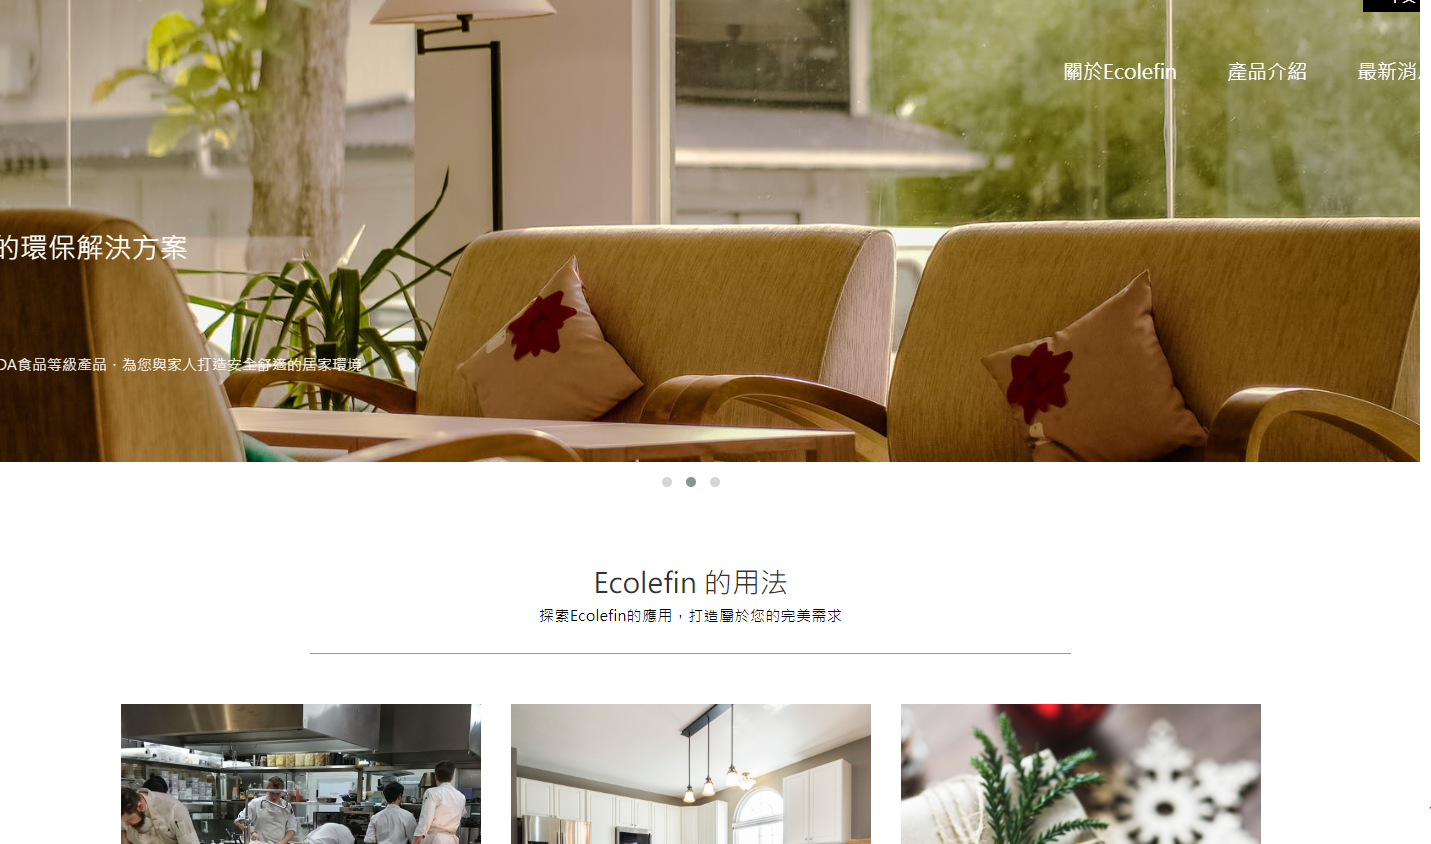 關於Ecolefin 產品介紹 最新消
的環保解決方案
DA食品等級產品．為您與家人打造安全舒適的居家環境
Ecolefin 的用法
探索Ecolefin的應用，打造屬於您的完美需求